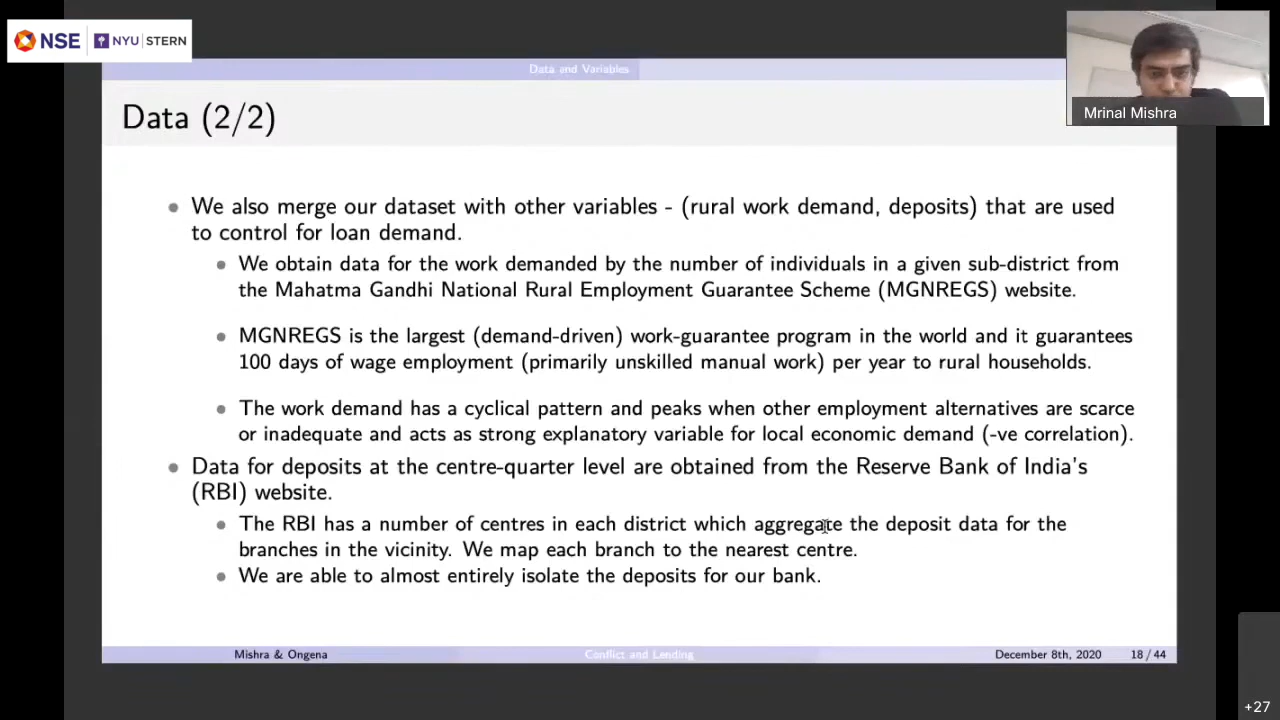 NSE NYU STERN
Mrinal Mishra
Data and Variables
Data (2/2)
We also merge our dataset with other variables - (rural work demand, deposits) that are used
to control for loan demand.
We obtain data for the work demanded by the number of individuals in a given sub-district from
the Mahatma Gandhi National Rural Employment Guarantee Scheme (MGNREGS) website.
MGNREGS is the largest (demand-driven) work-guarantee program in the world and it guarantees
100 days of wage employment (primarily unskilled manual work) per year to rural households.
The work demand has a cyclical pattern and peaks when other employment alternatives are scarce
or inadequate and acts as strong explanatory variable for local economic demand (-ve correlation).
Data for deposits at the centre-quarter level are obtained from the Reserve Bank of India's
(RBI) website.
The RBI has a number of centres in each district which aggregate the deposit data for the
branches in the vicinity. We map each branch to the nearest centre.
We are able to almost entirely isolate the deposits for our bank.
Mishra & Ongena Conflict and Lending December 8th, 2020 18 / 44
+27